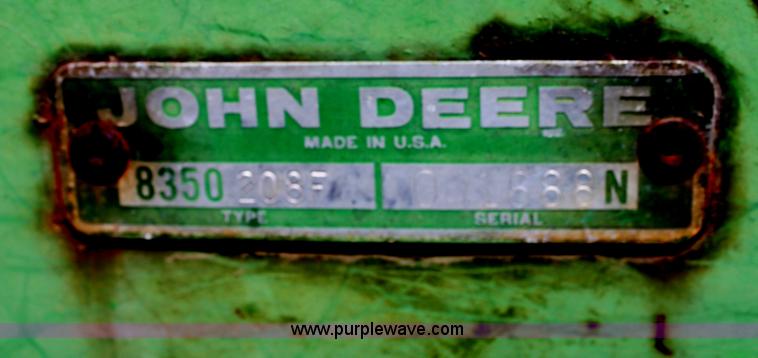 JOHN DEERE
MADE IN U.S.A.
8350 208F N
TYPE SERIAL
www.purplewave.com